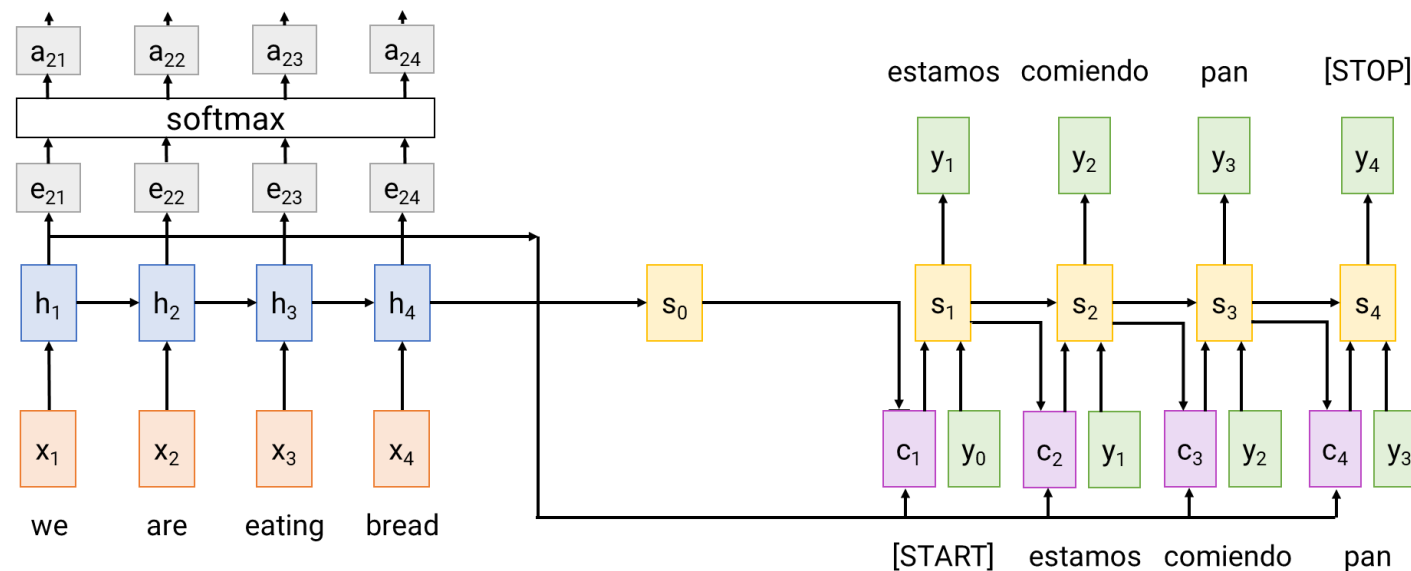 a21 a22 a23 a24
softmax
e21 e22 e23 e24
h1 h2 h3 h4
x1 x2 x3 x4
we are eating bread
s0
estamos comiendo pan [STOP]
y1 y2 y3 y4
s1 s2 s3 s4
c1 y0 c2 y1 c3 y2 c4 y3
[START] estamos comiendo pan